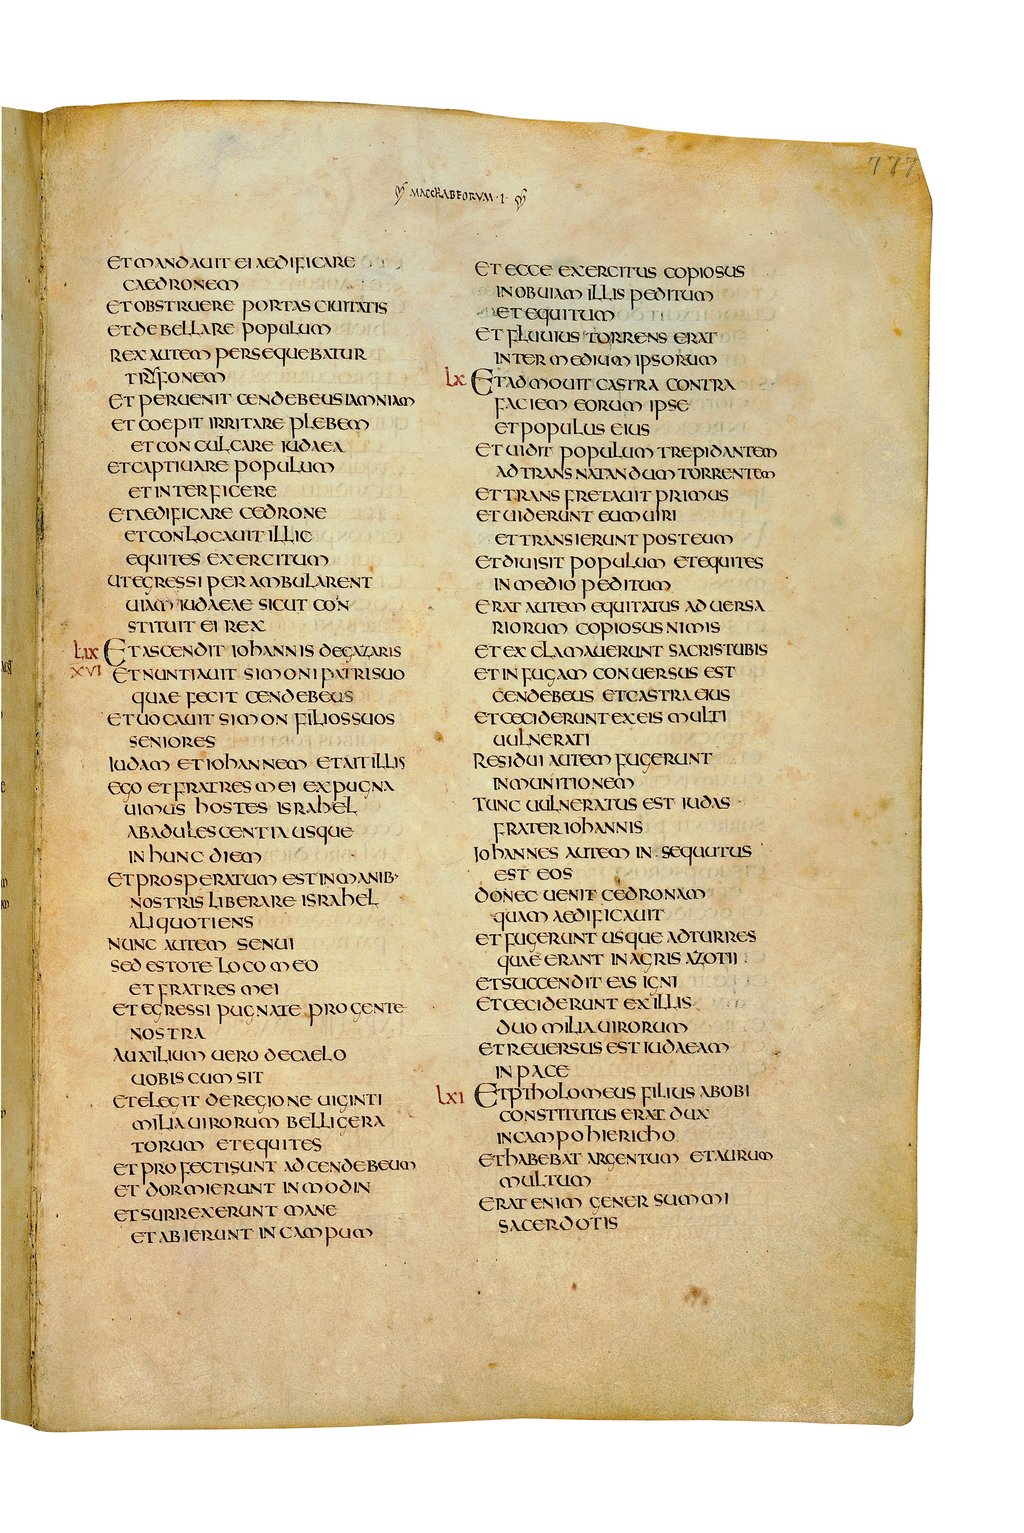 777
MACCHABEORUM · I ·
ET MANDAUIT EI AEDIFICARE
CAEDRONEM
ET OBSTRUERE PORTAS CIUITATIS
ET DEBELLARE POPULUM
REX AUTEM PERSEQUEBATUR
TRYFONEM
ET PERUENIT CENDEBEUS IAMNIAM
ET COEPIT IRRITARE PLEBEM
ET CONCULCARE IUDAEA
ET CAPTIUARE POPULUM
ET INTERFICERE
ET AEDIFICARE CEDRONE
ET CONLOCAUIT ILLIC
EQUITES EXERCITUM
UT EGRESSI PERAMBULARENT
UIAM IUDAEAE SICUT CON
STITUIT EI REX
LIX ET ASCENDIT IOHANNIS DE GAZARIS
XVI ET NUNTIAUIT SIMONI PATRI SUO
QUAE FECIT CENDEBEUS
ET UOCAUIT SIMON FILIOS SUOS
SENIORES
IUDAM ET IOHANNEM ET AIT ILLIS
EGO ET FRATRES MEI EXPUGNA
UIMUS HOSTES ISRAHEL
AB ADULESCENTIA USQUE
IN HUNC DIEM
ET PROSPERATUM EST IN MANIB·
NOSTRIS LIBERARE ISRAHEL
ALIQUOTIENS
NUNC AUTEM SENUI
SED ESTOTE LOCO MEO
ET FRATRES MEI
ET EGRESSI PUGNATE PRO GENTE
NOSTRA
AUXILIUM UERO DE CAELO
UOBISCUM SIT
ET ELEGIT DE REGIONE UIGINTI
MILIA UIRORUM BELLIGERA
TORUM ET EQUITES
ET PROFECTI SUNT AD CENDEBEUM
ET DORMIERUNT IN MODIN
ET SURREXERUNT MANE
ET ABIERUNT IN CAMPUM
ET ECCE EXERCITUS COPIOSUS
IN OBUIAM ILLIS PEDITUM
ET EQUITUM
ET FLUUIUS TORRENS ERAT
INTER MEDIUM IPSORUM
LX ET ADMOUIT CASTRA CONTRA
FACIEM EORUM IPSE
ET POPULUS EIUS
ET UIDIT POPULUM TREPIDANTEM
AD TRANSNATANDUM TORRENTEM
ET TRANSFRETAUIT PRIMUS
ET UIDERUNT EUM UIRI
ET TRANSIERUNT POST EUM
ET DIUISIT POPULUM ET EQUITES
IN MEDIO PEDITUM
ERAT AUTEM EQUITATUS ADUERSA
RIORUM COPIOSUS NIMIS
ET EXCLAMAUERUNT SACRIS TUBIS
ET IN FUGAM CONUERSUS EST
CENDEBEUS ET CASTRA EIUS
ET CECIDERUNT EX EIS MULTI
UULNERATI
RESIDUI AUTEM FUGERUNT
IN MUNITIONEM
TUNC UULNERATUS EST IUDAS
FRATER IOHANNIS
IOHANNES AUTEM INSEQUUTUS
EST EOS
DONEC UENIT CEDRONAM
QUAM AEDIFICAUIT
ET FUGERUNT USQUE AD TURRES
QUAE ERANT IN AGRIS AZOTII
ET SUCCENDIT EAS IGNI
ET CECIDERUNT EX ILLIS
DUO MILIA UIRORUM
ET REUERSUS EST IUDAEAM
IN PACE
LXI ET PTHOLOMEUS FILIUS ABOBI
CONSTITUTUS ERAT DUX
IN CAMPO HIERICHO
ET HABEBAT ARGENTUM ET AURUM
MULTUM
ERAT ENIM GENER SUMMI
SACERDOTIS